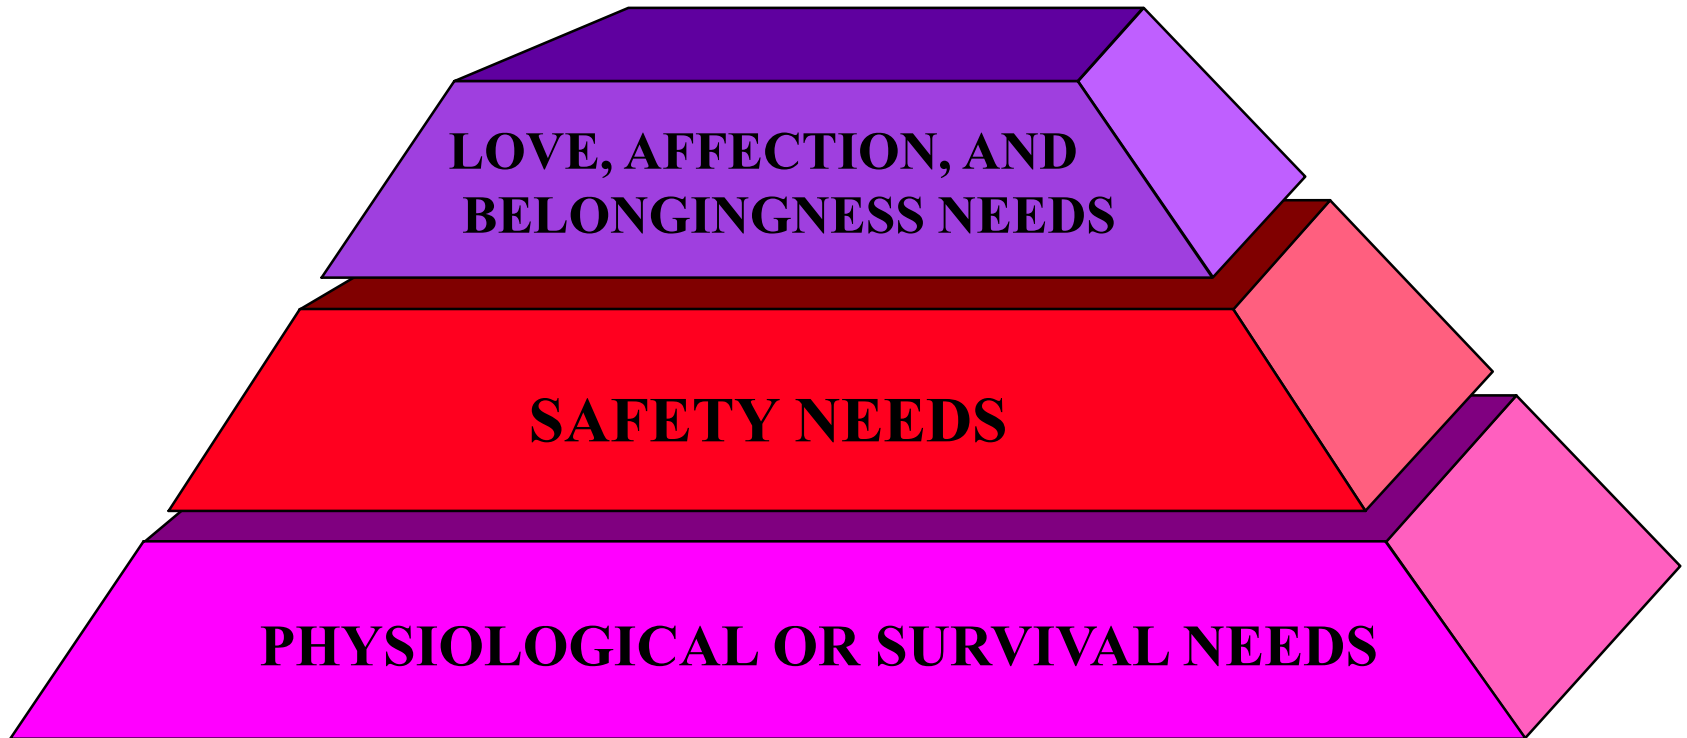 LOVE, AFFECTION, AND
BELONGINGNESS NEEDS
SAFETY NEEDS
PHYSIOLOGICAL OR SURVIVAL NEEDS